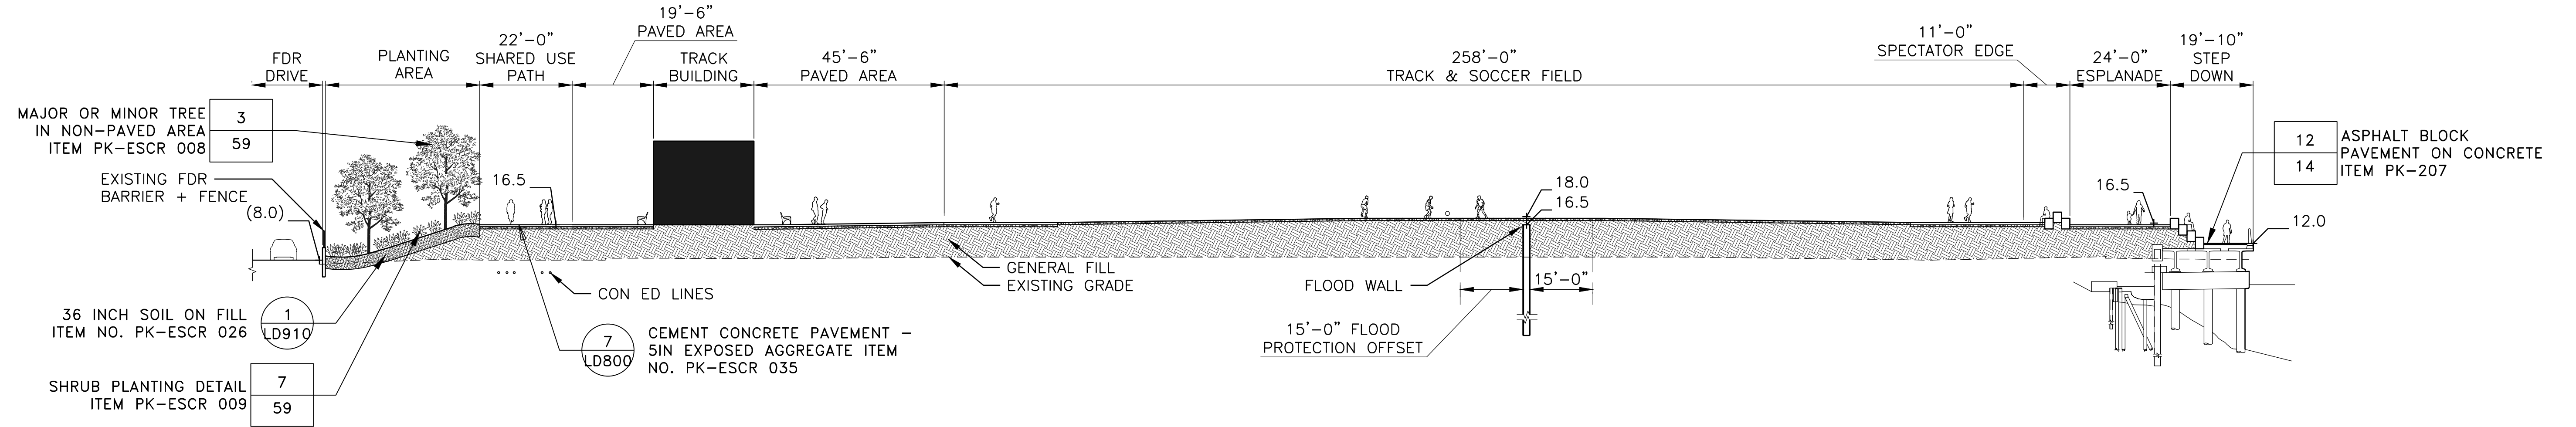 FDR
DRIVE
PLANTING
AREA
22'-0"
SHARED USE
PATH
19'-6"
PAVED AREA
TRACK
BUILDING
45'-6"
PAVED AREA
258'-0"
TRACK & SOCCER FIELD
11'-0"
SPECTATOR EDGE
24'-0"
ESPLANADE
19'-10"
STEP
DOWN
MAJOR OR MINOR TREE
IN NON-PAVED AREA
ITEM PK-ESCR 008
3
59
EXISTING FDR
BARRIER + FENCE
(8.0)
16.5
18.0
16.5
16.5
12
14
ASPHALT BLOCK
PAVEMENT ON CONCRETE
ITEM PK-207
12.0
GENERAL FILL
EXISTING GRADE
CON ED LINES
FLOOD WALL
15'-0"
15'-0" FLOOD
PROTECTION OFFSET
36 INCH SOIL ON FILL
ITEM NO. PK-ESCR 026
1
LD910
7
LD800
CEMENT CONCRETE PAVEMENT -
5IN EXPOSED AGGREGATE ITEM
NO. PK-ESCR 035
SHRUB PLANTING DETAIL
ITEM PK-ESCR 009
7
59